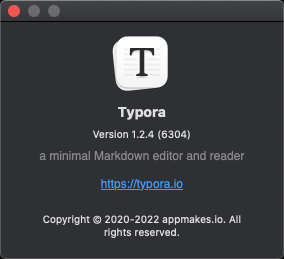 T
Typora
Version 1.2.4 (6304)
a minimal Markdown editor and reader
https://typora.io
Copyright © 2020-2022 appmakes.io. All
rights reserved.